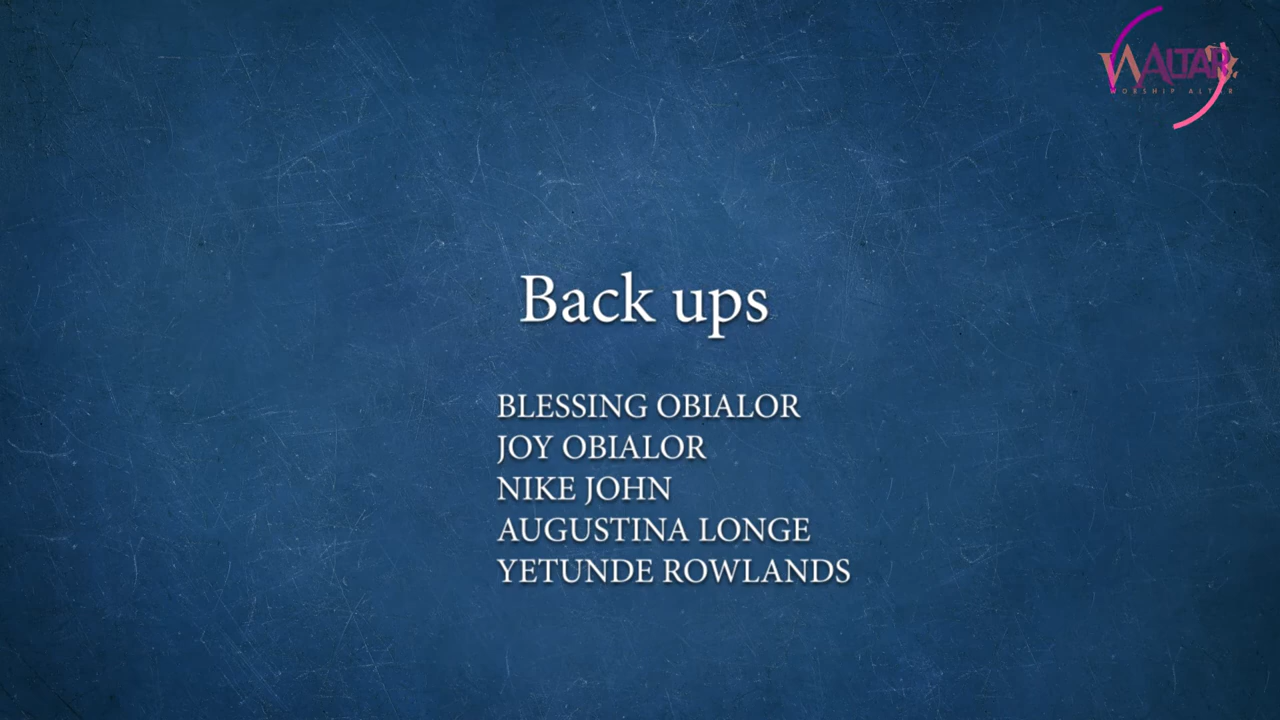 WALTAR
WORSHIP ALTAR
Back ups
BLESSING OBIALOR
JOY OBIALOR
NIKE JOHN
AUGUSTINA LONGE
YETUNDE ROWLANDS